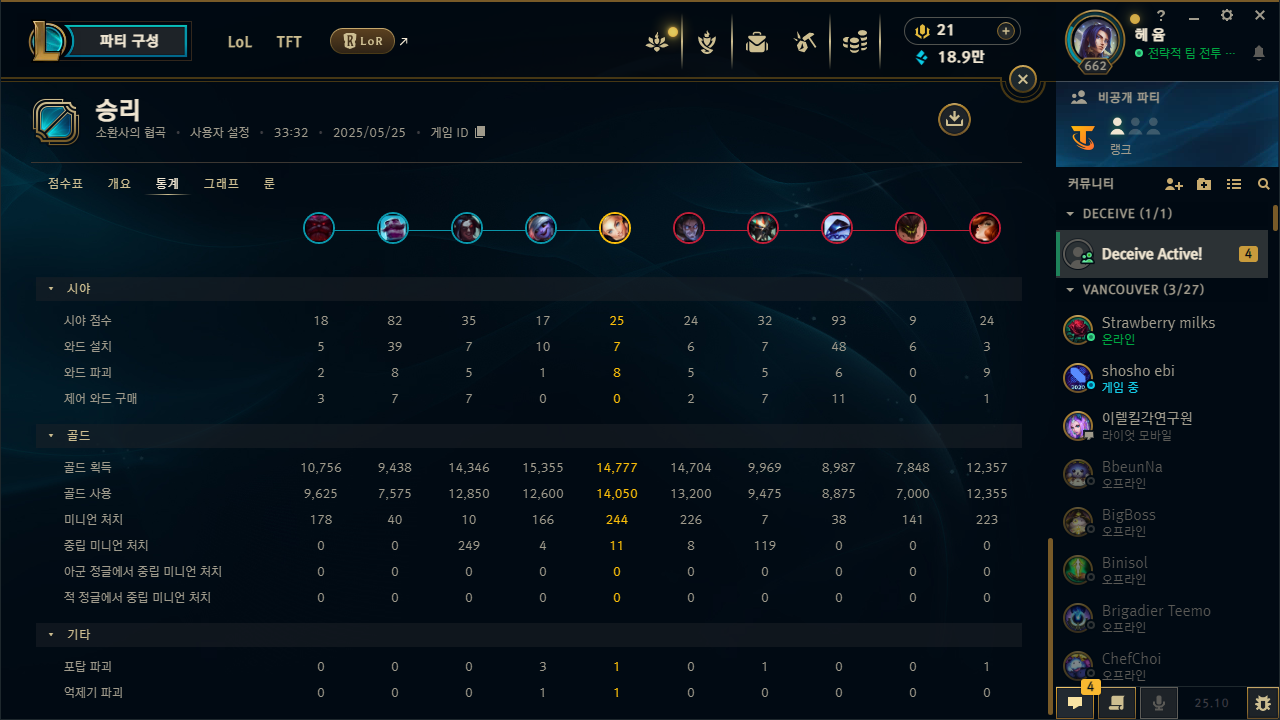 파티 구성
LoL
TFT
LoR
21
18.9만
662
?
헤 윰
전략적 팀 전투 ···
승리
소환사의 협곡 • 사용자 설정 • 33:32 • 2025/05/25 • 게임 ID
점수표 개요 통계 그래프 룬
시야
시야 점수 18 82 35 17 25 24 32 93 9 24
와드 설치 5 39 7 10 7 6 7 48 6 3
와드 파괴 2 8 5 1 8 5 5 6 0 9
제어 와드 구매 3 7 7 0 0 2 7 11 0 1
골드
골드 획득 10,756 9,438 14,346 15,355 14,777 14,704 9,969 8,987 7,848 12,357
골드 사용 9,625 7,575 12,850 12,600 14,050 13,200 9,475 8,875 7,000 12,355
미니언 처치 178 40 10 166 244 226 7 38 141 223
중립 미니언 처치 0 0 249 4 11 8 119 0 0 0
아군 정글에서 중립 미니언 처치 0 0 0 0 0 0 0 0 0 0
적 정글에서 중립 미니언 처치 0 0 0 0 0 0 0 0 0 0
기타
포탑 파괴 0 0 0 3 1 0 1 0 0 1
억제기 파괴 0 0 0 1 1 0 0 0 0 0
비공개 파티
랭크
커뮤니티
DECEIVE (1/1)
Deceive Active!
4
VANCOUVER (3/27)
Strawberry milks
온라인
shosho ebi
게임 중
이렐킬각연구원
라이엇 모바일
BbeunNa
오프라인
BigBoss
오프라인
Binisol
오프라인
Brigadier Teemo
오프라인
ChefChoi
오프라인
4
25.10